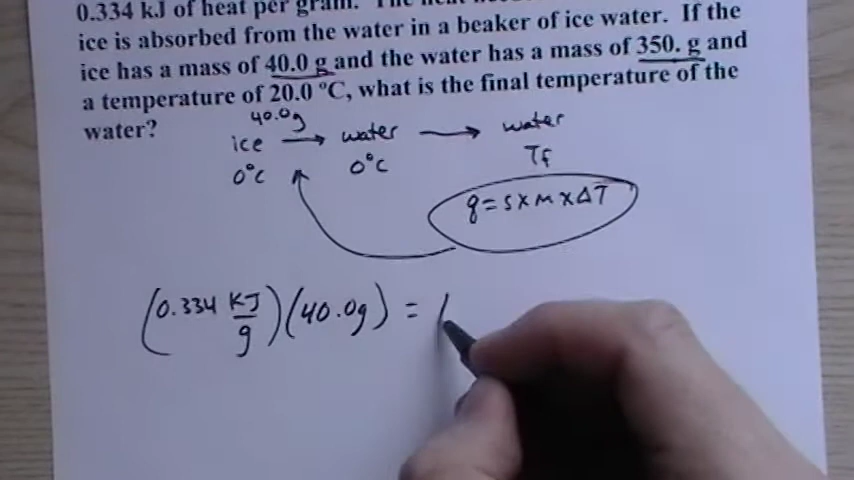 0.334 kJ of heat per gram. The heat
ice is absorbed from the water in a beaker of ice water. If the
ice has a mass of 40.0 g and the water has a mass of 350. g and
a temperature of 20.0 °C, what is the final temperature of the
water?
40.0g
ice → water → water
0°C 0°C Tf
q=s×m×ΔT
(0.334 KJ/g)(40.0g) = (